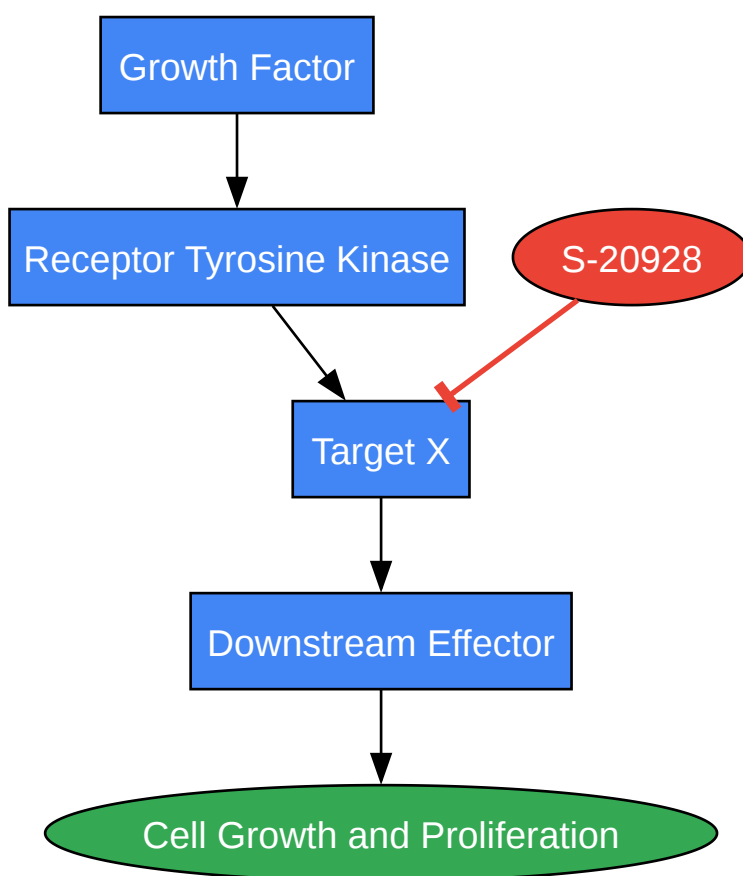 Growth Factor
Receptor Tyrosine Kinase
S-20928
Target X
Downstream Effector
Cell Growth and Proliferation